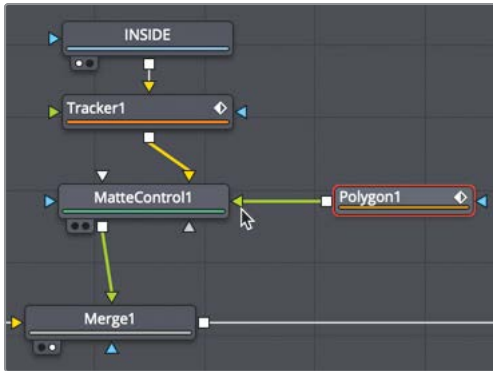 INSIDE
Tracker1
MatteControl1
Polygon1
Merge1